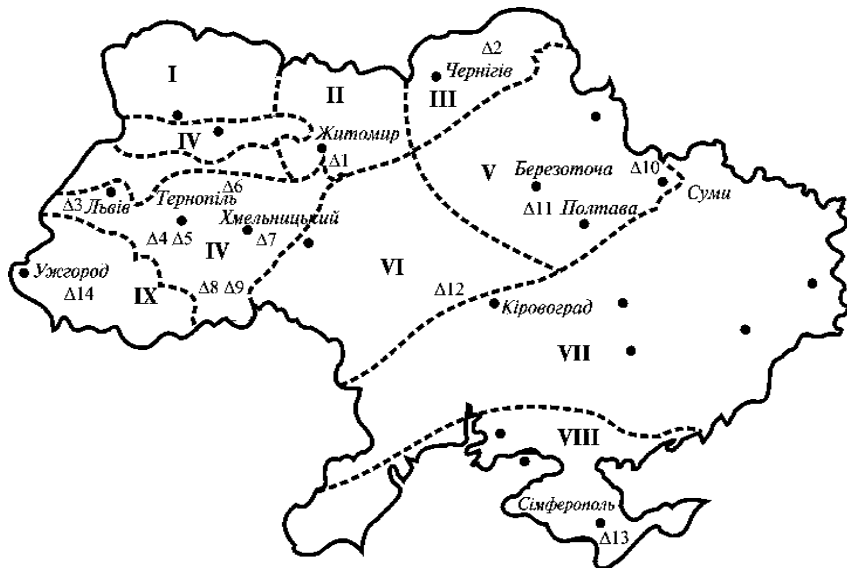 Δ2
I
Чернігів
II
III
IV
Житомир
Δ1
V
Березоточа
Δ10
Δ6
Суми
Δ3 Львів
Тернопіль
Δ11 Полтава
Хмельницький
Δ4 Δ5
IV
Δ7
VI
Ужгород
Δ14
IX
Δ8 Δ9
Δ12
Кіровоград
VII
VIII
Сімферополь
Δ13